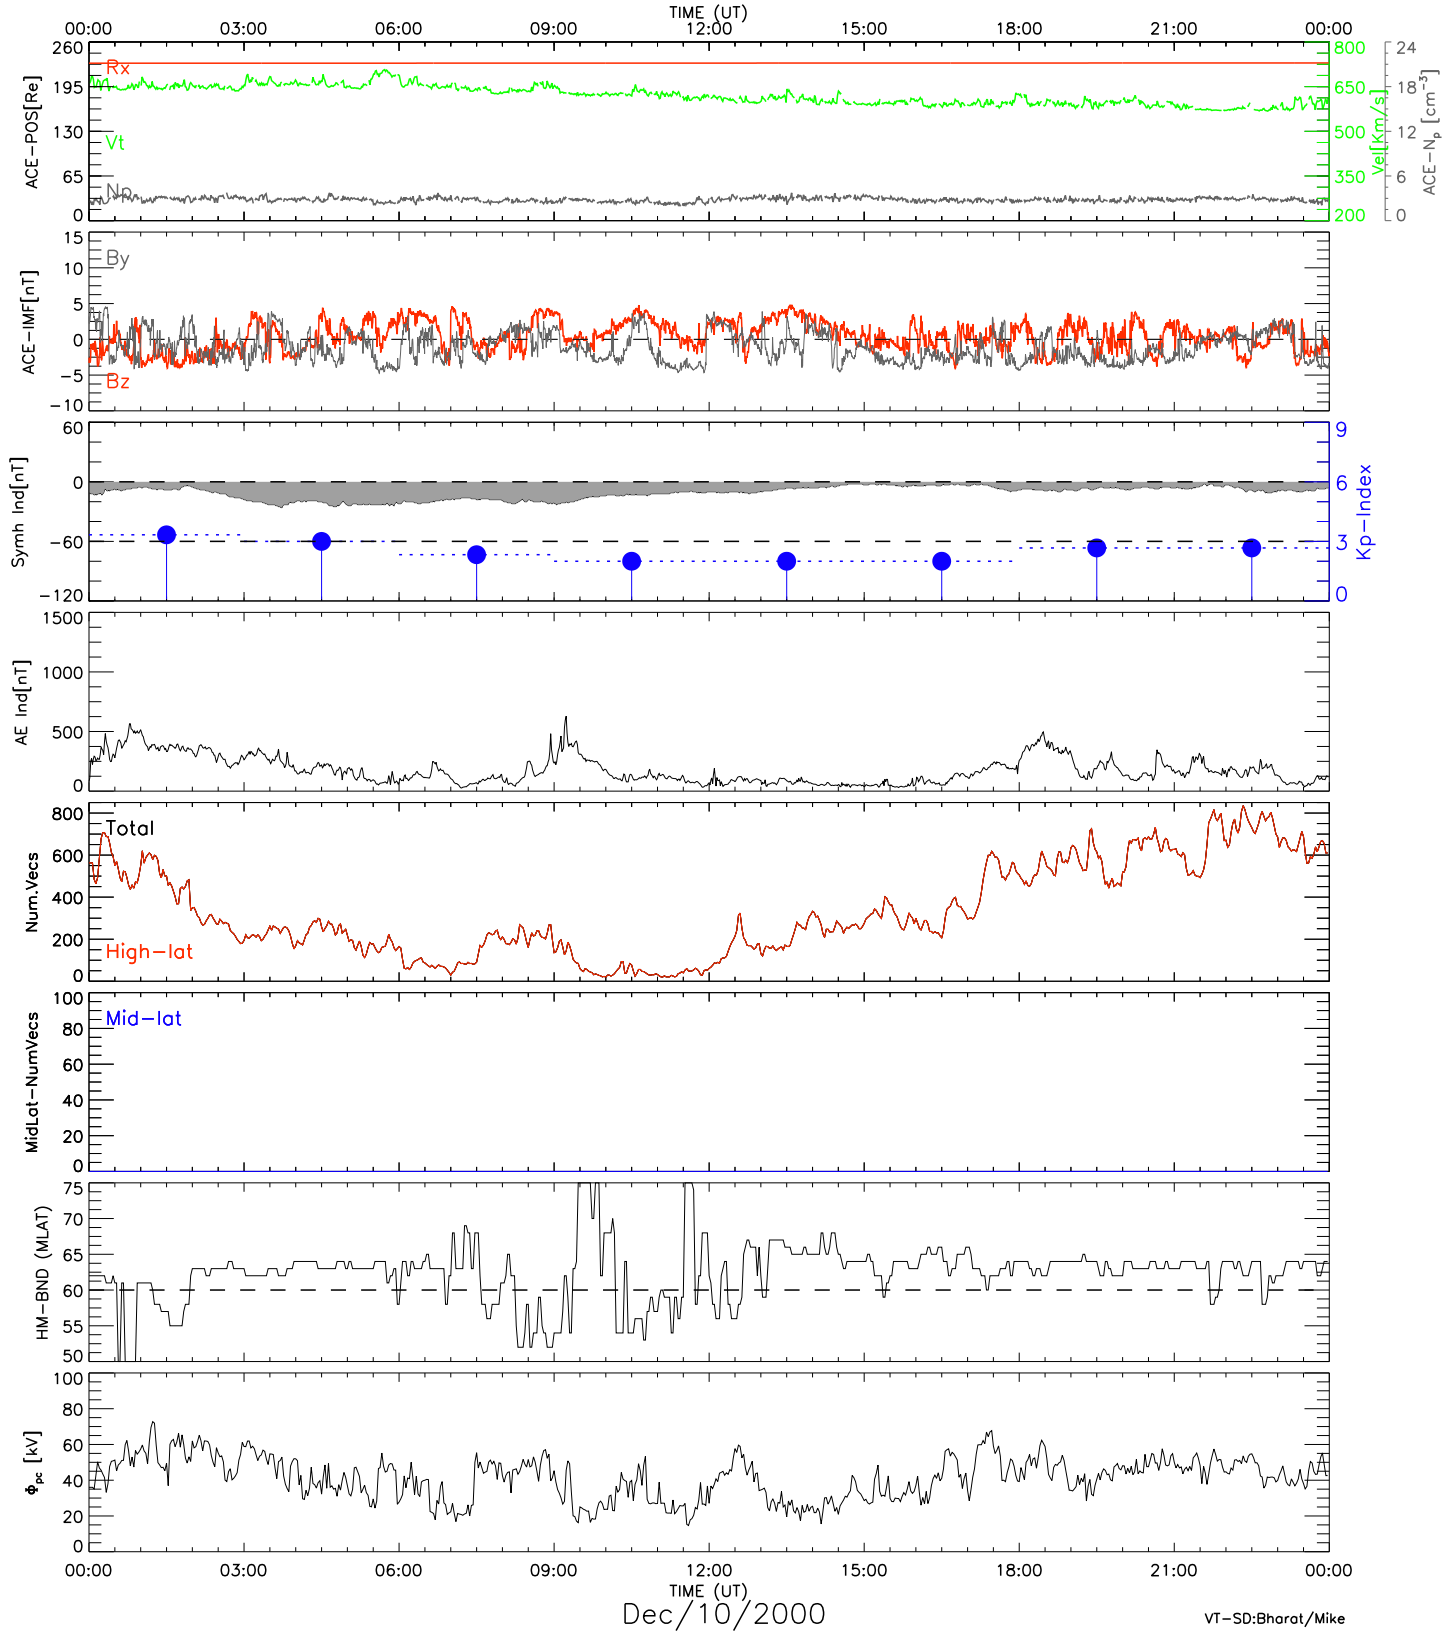 TIME (UT)
00:00 03:00 06:00 09:00 12:00 15:00 18:00 21:00 00:00
260
195
130
65
0
ACE-POS[Re]
Rx
Vt
Np
800
650
500
350
200
Vel[Km/s]
24
18
12
6
0
ACE-Np [cm⁻³]
15
10
5
0
-5
-10
ACE-IMF[nT]
By
Bz
60
0
-60
-120
Symh Ind[nT]
9
6
3
0
Kp-Index
1500
1000
500
0
AE Ind[nT]
800
600
400
200
0
Num.Vecs
Total
High-lat
100
80
60
40
20
0
MidLat-NumVecs
Mid-lat
75
70
65
60
55
50
HM-BND (MLAT)
100
80
60
40
20
0
Φpc [kV]
00:00 03:00 06:00 09:00 12:00 15:00 18:00 21:00 00:00
TIME (UT)
Dec/10/2000
VT-SD:Bharat/Mike